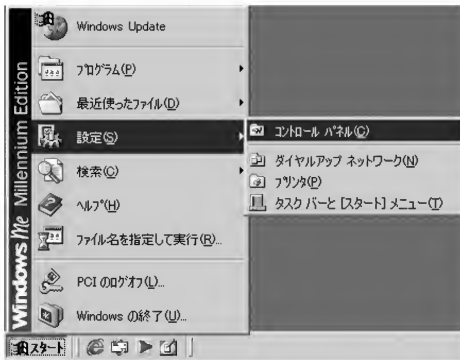 Windows Update
プログラム(P)
最近使ったファイル(D)
設定(S)
検索(C)
ヘルプ(H)
ファイル名を指定して実行(R)...
PCI のログオフ(L)...
Windows の終了(U)...
コントロール パネル(C)
ダイヤルアップ ネットワーク(N)
プリンタ(P)
タスク バーと [スタート] メニュー(T)
Windows Me Millennium Edition
スタート